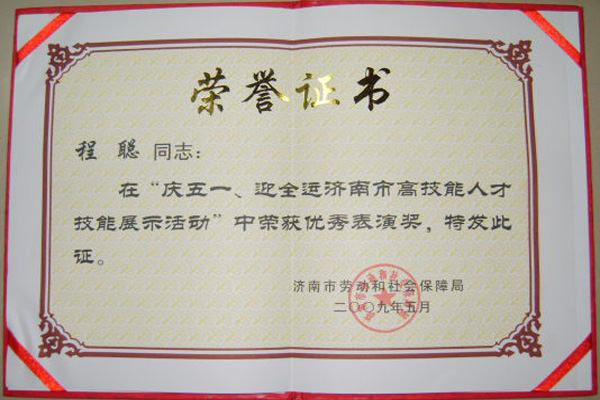 荣誉证书
程 聪 同志：
在“庆五一、迎全运济南市高技能人才
技能展示活动”中荣获优秀表演奖，特发此
证。
济南市劳动和社会保障局
二〇〇九年五月